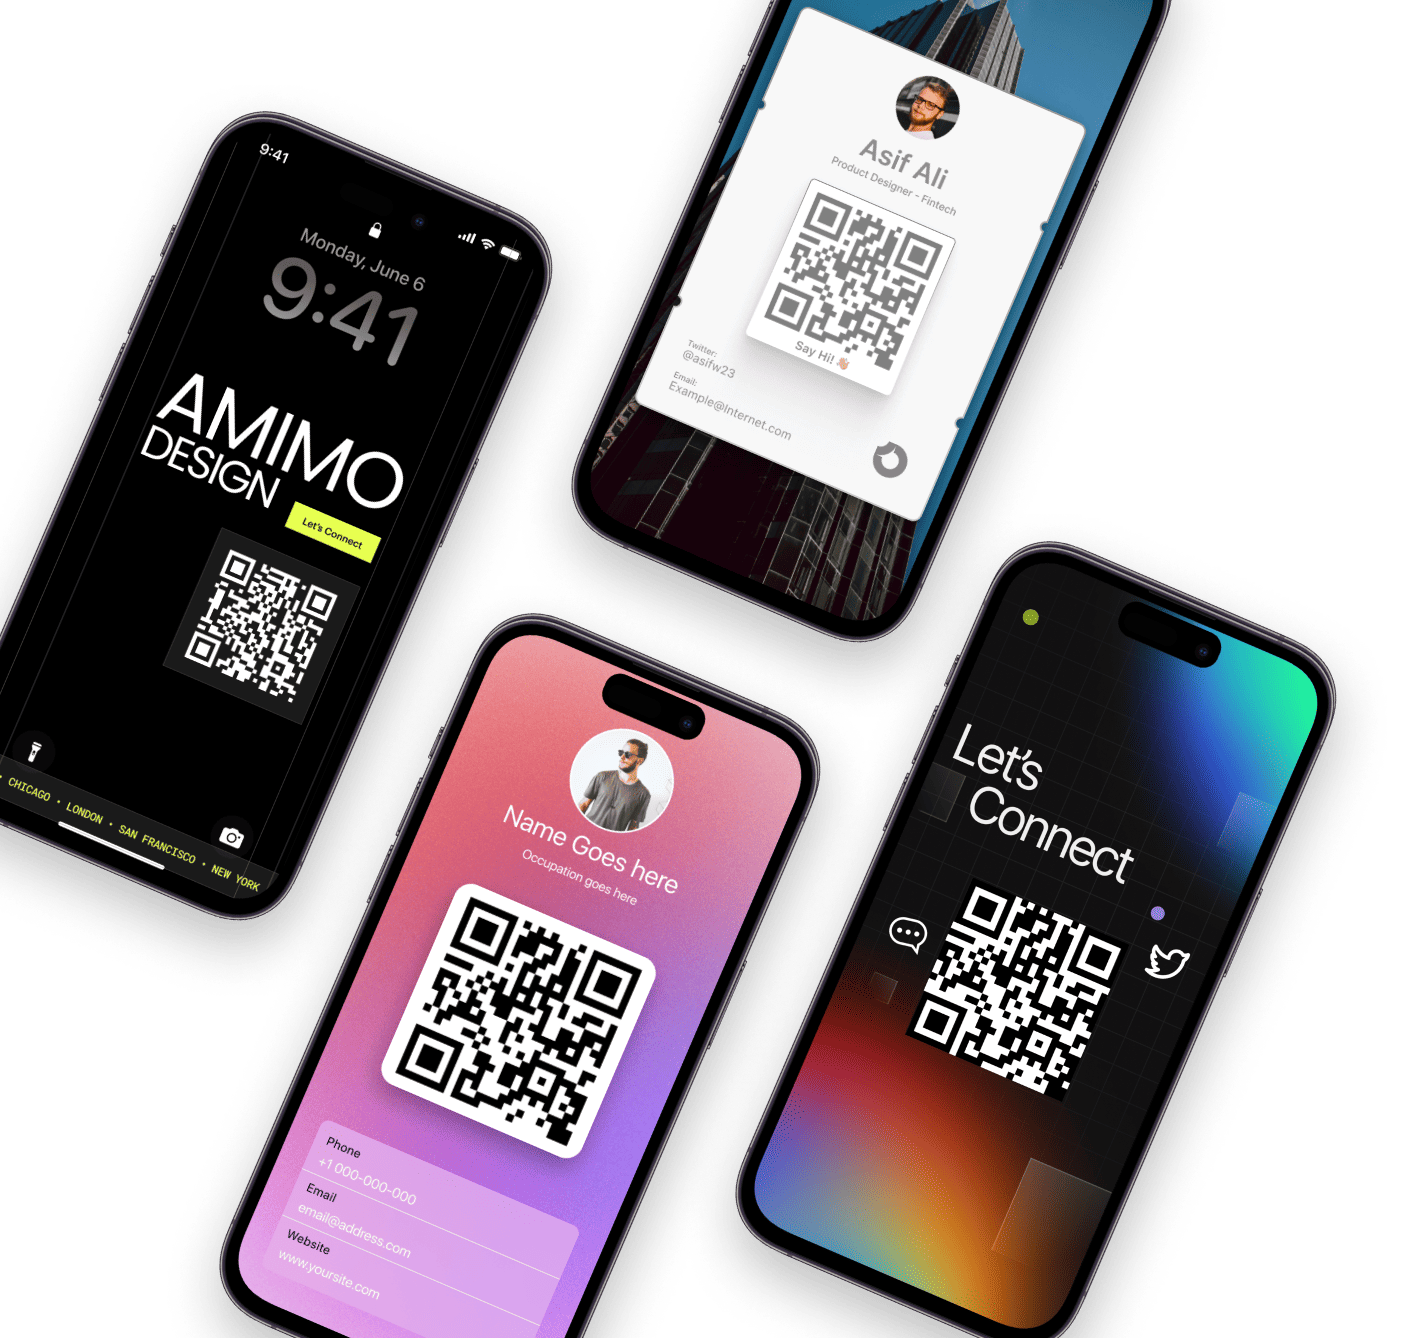 9:41
Monday, June 6
9:41
AMIMO
DESIGN
Let's Connect
• CHICAGO • LONDON • SAN FRANCISCO • NEW YORK
Asif Ali
Product Designer - Fintech
Say Hi! 👋🏼
Twitter:
@asifw23
Email:
Example@Internet.com
Name Goes here
Occupation goes here
Phone
+1 000-000-000
Email
email@address.com
Website
www.yoursite.com
Let's
Connect